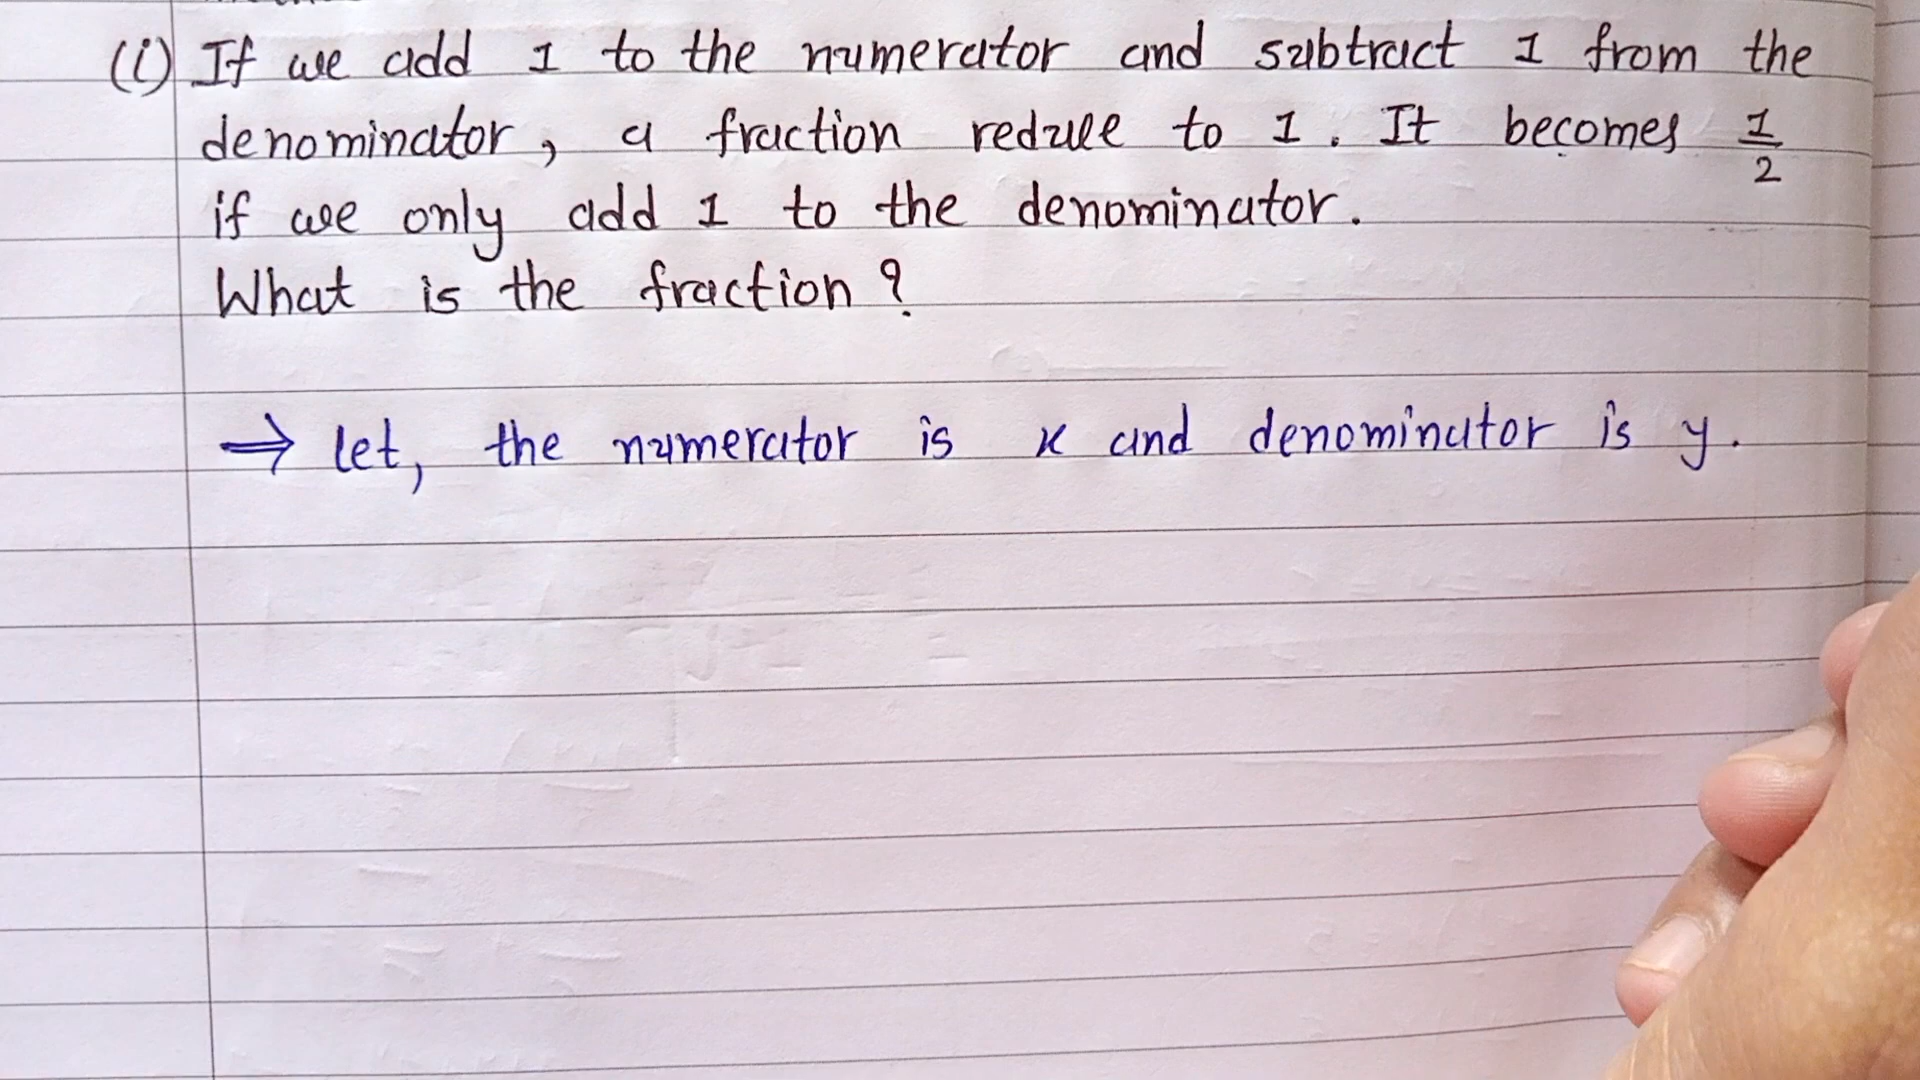 (i) If we add 1 to the numerator and subtract 1 from the
denominator, a fraction reduce to 1. It becomes 1/2
if we only add 1 to the denominator.
What is the fraction?
⇒ let, the numerator is x and denominator is y.